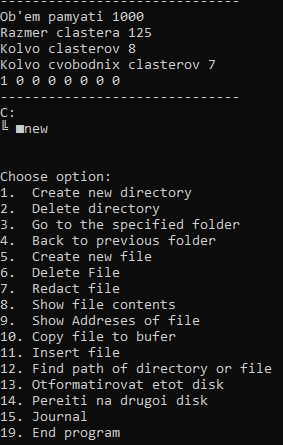 ------------------------------
Ob'em pamyati 1000
Razmer clastera 125
Kolvo clasterov 8
Kolvo cvobodnix clasterov 7
1 0 0 0 0 0 0 0
------------------------------
C:
╚ ■new
Choose option:
1. Create new directory
2. Delete directory
3. Go to the specified folder
4. Back to previous folder
5. Create new file
6. Delete File
7. Redact file
8. Show file contents
9. Show Addreses of file
10. Copy file to bufer
11. Insert file
12. Find path of directory or file
13. Otformatirovat etot disk
14. Pereiti na drugoi disk
15. Journal
19. End program